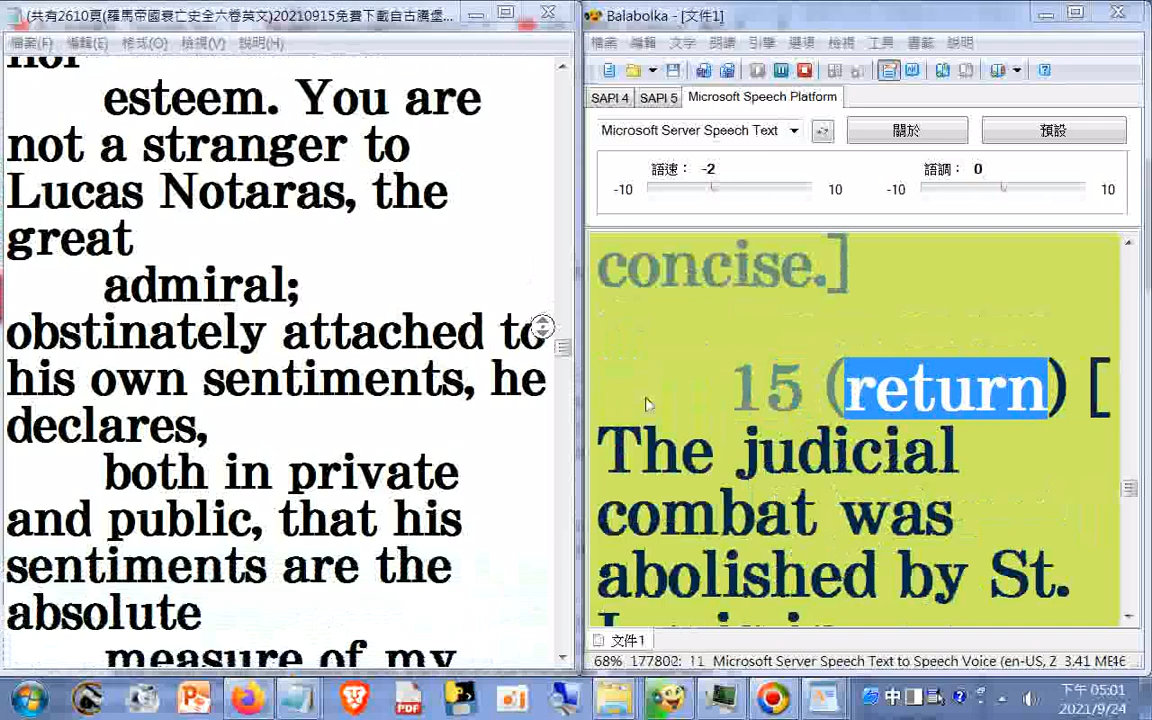 (共有2610頁(羅馬帝國衰亡史全六卷英文)20210915免費下載自古騰堡...
檔案(F) 編輯(E) 格式(O) 檢視(V) 說明(H)
nor
esteem. You are
not a stranger to
Lucas Notaras, the
great
admiral;
obstinately attached to
his own sentiments, he
declares,
both in private
and public, that his
sentiments are the
absolute
measure of my
Balabolka - [文件1]
檔案 編輯 文字 朗讀 引擎 選項 檢視 工具 書籤 說明
SAPI 4 SAPI 5 Microsoft Speech Platform
Microsoft Server Speech Text
關於
預設
語速： -2
-10 10
語調： 0
-10 10
concise.]
15 (return) [
The judicial
combat was
abolished by St.
文件1
68% 177802: 11 Microsoft Server Speech Text to Speech Voice (en-US, Z 3.41 ME46
中
下午 05:01
2021/9/24